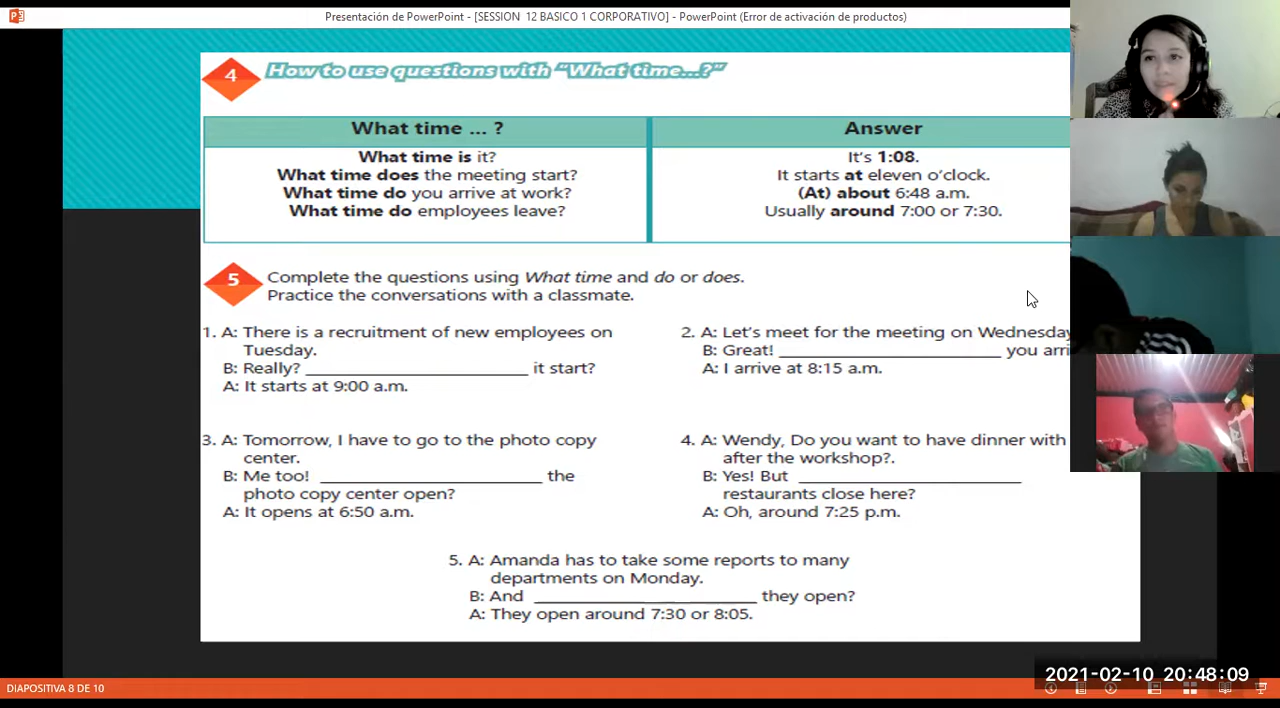 Presentación de PowerPoint - [SESSION 12 BASICO 1 CORPORATIVO] - PowerPoint (Error de activación de productos)
4
How to use questions with "What time...?"
What time ... ?
Answer
What time is it?
It's 1:08.
What time does the meeting start?
It starts at eleven o'clock.
What time do you arrive at work?
(At) about 6:48 a.m.
What time do employees leave?
Usually around 7:00 or 7:30.
5
Complete the questions using What time and do or does.
Practice the conversations with a classmate.
1. A: There is a recruitment of new employees on
Tuesday.
B: Really? ______________________ it start?
A: It starts at 9:00 a.m.
2. A: Let's meet for the meeting on Wednesday
B: Great! ______________________ you arri
A: I arrive at 8:15 a.m.
3. A: Tomorrow, I have to go to the photo copy
center.
B: Me too! ______________________ the
photo copy center open?
A: It opens at 6:50 a.m.
4. A: Wendy, Do you want to have dinner with
after the workshop?.
B: Yes! But ______________________
restaurants close here?
A: Oh, around 7:25 p.m.
5. A: Amanda has to take some reports to many
departments on Monday.
B: And ______________________ they open?
A: They open around 7:30 or 8:05.
2021-02-10 20:48:09
DIAPOSITIVA 8 DE 10